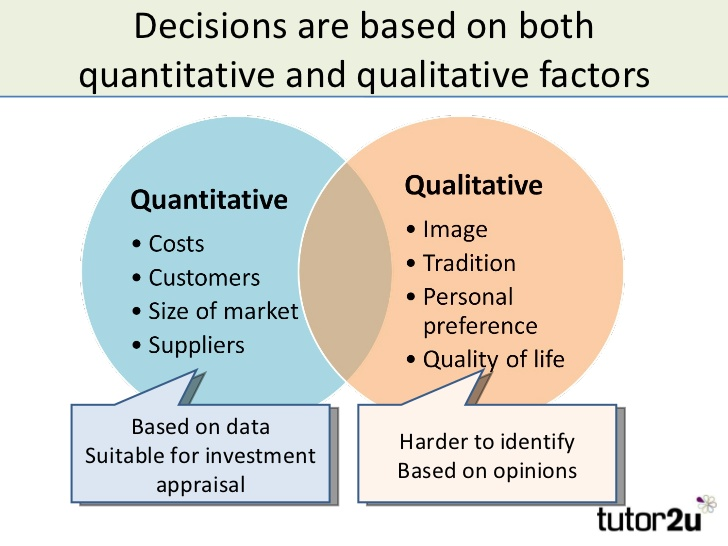 Decisions are based on both
quantitative and qualitative factors
Quantitative
• Costs
• Customers
• Size of market
• Suppliers
Qualitative
• Image
• Tradition
• Personal
preference
• Quality of life
Based on data
Suitable for investment
appraisal
Harder to identify
Based on opinions
tutor2u